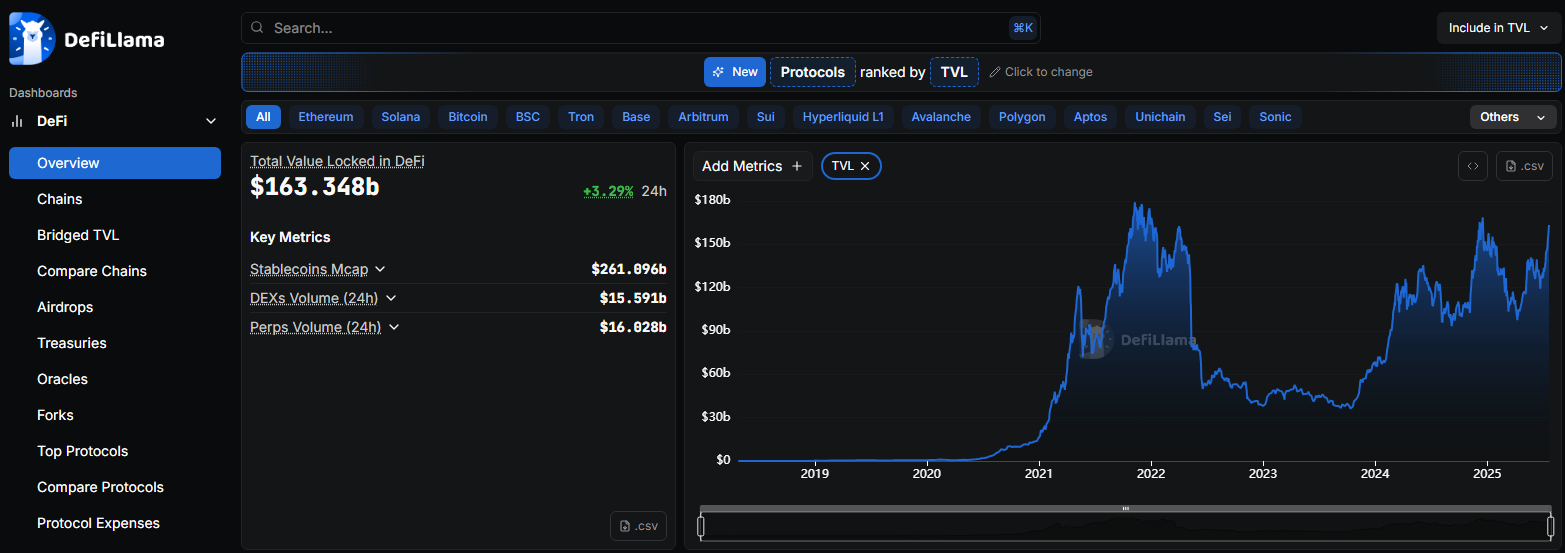 DefiLlama
Search...
⌘K
Include in TVL
New Protocols ranked by TVL Click to change
Dashboards
DeFi
Overview
Chains
Bridged TVL
Compare Chains
Airdrops
Treasuries
Oracles
Forks
Top Protocols
Compare Protocols
Protocol Expenses
All Ethereum Solana Bitcoin BSC Tron Base Arbitrum Sui Hyperliquid L1 Avalanche Polygon Aptos Unichain Sei Sonic Others
Total Value Locked in DeFi
$163.348b
+3.29% 24h
Key Metrics
Stablecoins Mcap $261.096b
DEXs Volume (24h) $15.591b
Perps Volume (24h) $16.028b
.csv
Add Metrics + TVL ✕
<> .csv
$180b
$150b
$120b
$90b
$60b
$30b
$0
DefiLlama
2019 2020 2021 2022 2023 2024 2025